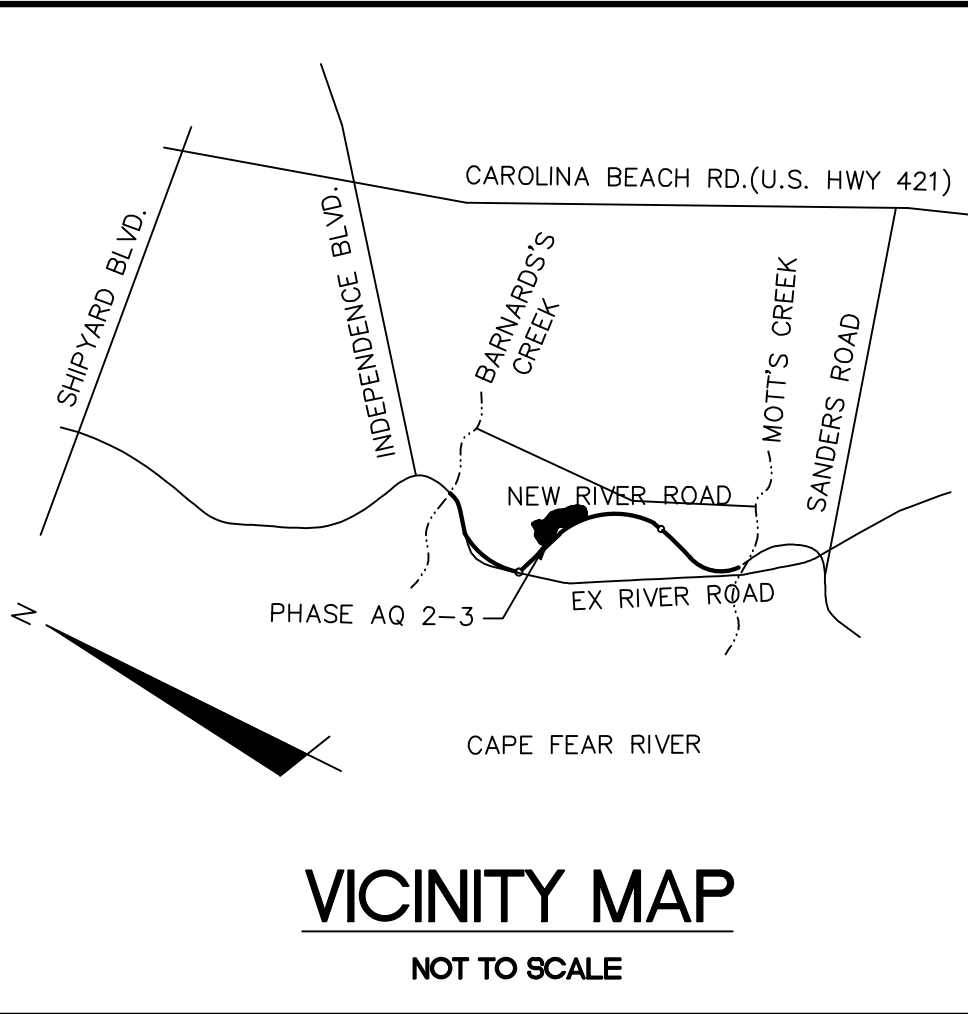 CAROLINA BEACH RD.(U.S. HWY 421)
SHIPYARD BLVD.
INDEPENDENCE BLVD.
BARNARDS'S
CREEK
MOTT'S CREEK
SANDERS ROAD
NEW RIVER ROAD
EX RIVER ROAD
PHASE AQ 2-3
N
CAPE FEAR RIVER
VICINITY MAP
NOT TO SCALE